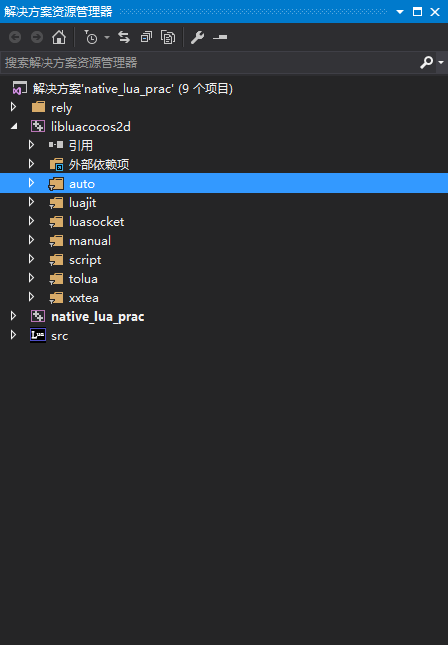 解决方案资源管理器
搜索解决方案资源管理器
解决方案'native_lua_prac' (9 个项目)
rely
libluacocos2d
引用
外部依赖项
auto
luajit
luasocket
manual
script
tolua
xxtea
native_lua_prac
Lua src